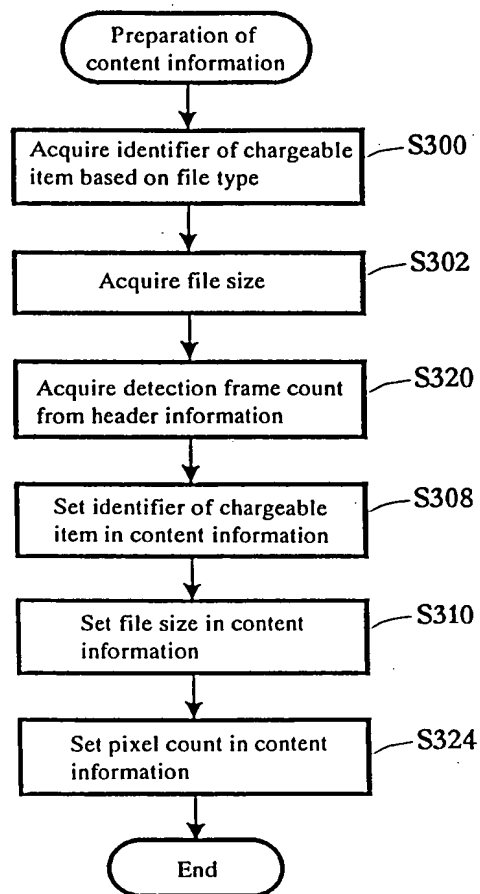 Preparation of
content information
Acquire identifier of chargeable
item based on file type
S300
Acquire file size
S302
Acquire detection frame count
from header information
S320
Set identifier of chargeable
item in content information
S308
Set file size in content
information
S310
Set pixel count in content
information
S324
End